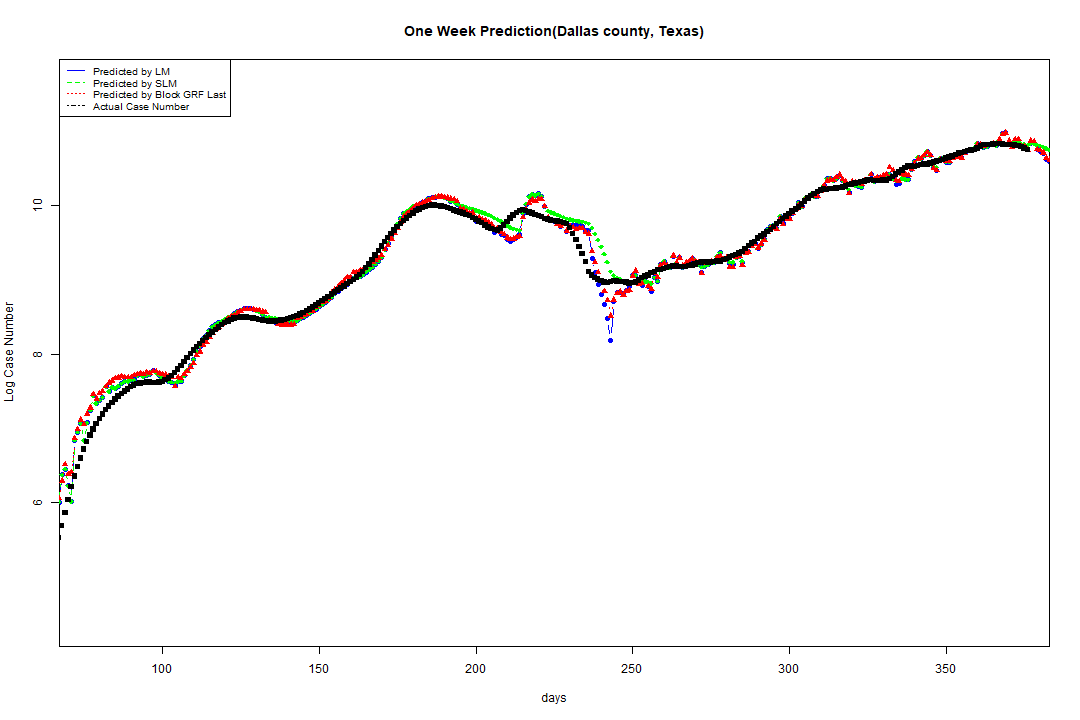 One Week Prediction(Dallas county, Texas)
Predicted by LM
Predicted by SLM
Predicted by Block GRF Last
Actual Case Number
10
8
6
Log Case Number
100 150 200 250 300 350
days